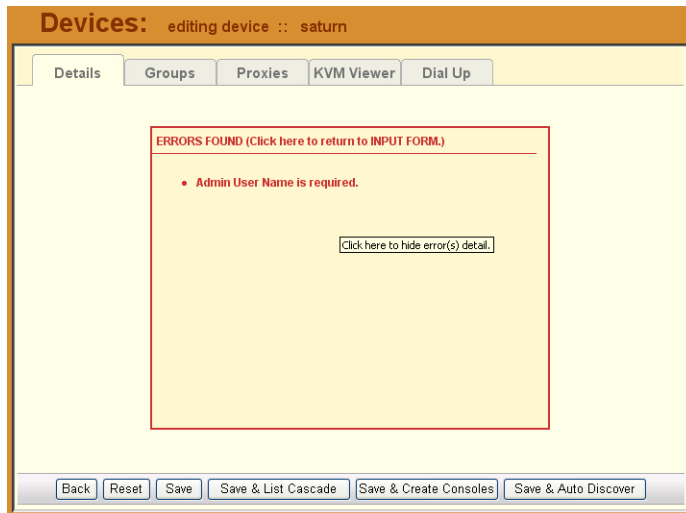 Devices: editing device :: saturn
Details Groups Proxies KVM Viewer Dial Up
ERRORS FOUND (Click here to return to INPUT FORM.)
• Admin User Name is required.
Click here to hide error(s) detail.
Back Reset Save Save & List Cascade Save & Create Consoles Save & Auto Discover